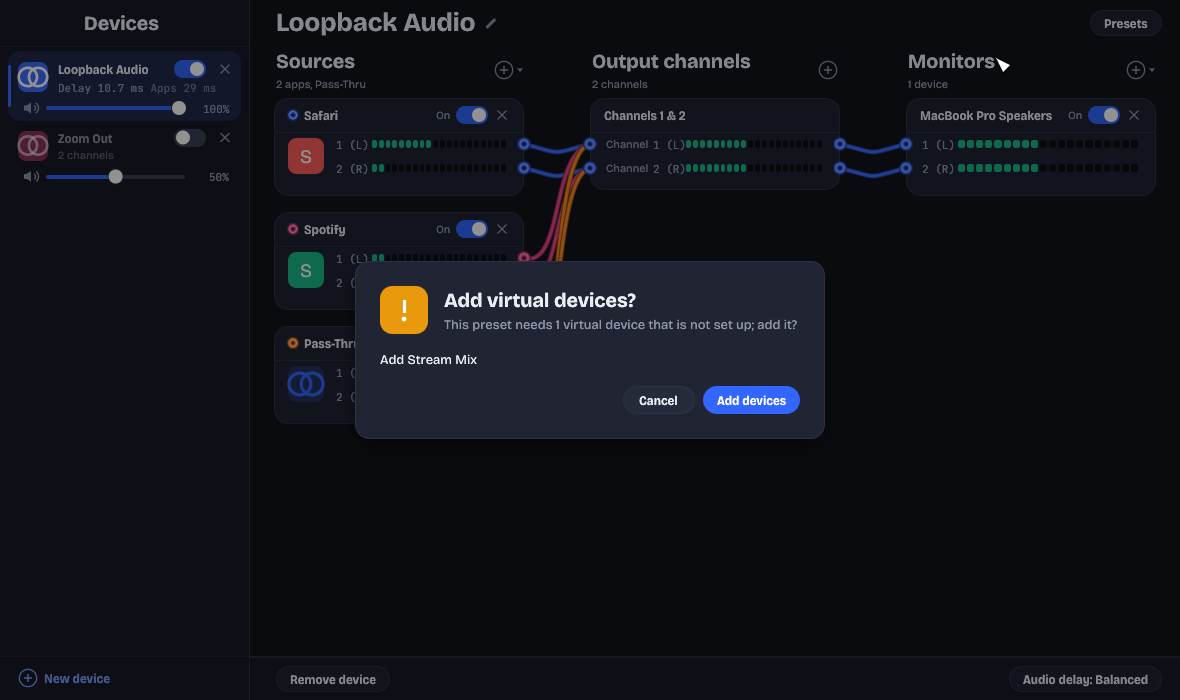 Devices
Loopback Audio
Delay 10.7 ms Apps 29 ms
100%
Zoom Out
2 channels
50%
New device
Loopback Audio
Presets
Sources
2 apps, Pass-Thru
Output channels
2 channels
Monitors
1 device
Safari
On
S
1 (L)
2 (R)
Channels 1 & 2
Channel 1 (L)
Channel 2 (R)
MacBook Pro Speakers
On
1 (L)
2 (R)
Spotify
On
S
1 (L)
2 (
Pass-Thru
1 (
2 (
!
Add virtual devices?
This preset needs 1 virtual device that is not set up; add it?
Add Stream Mix
Cancel
Add devices
Remove device
Audio delay: Balanced